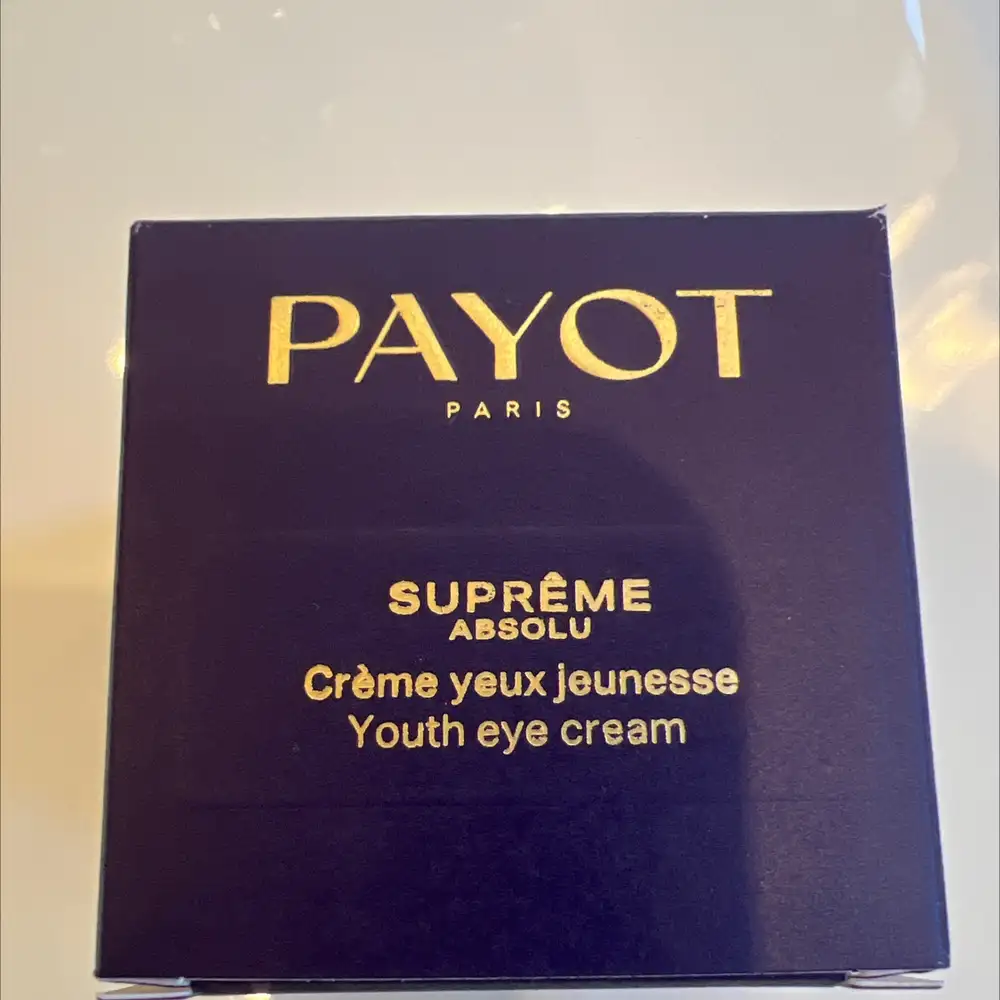 PAYOT
PARIS
SUPRÊME
ABSOLU
Crème yeux jeunesse
Youth eye cream